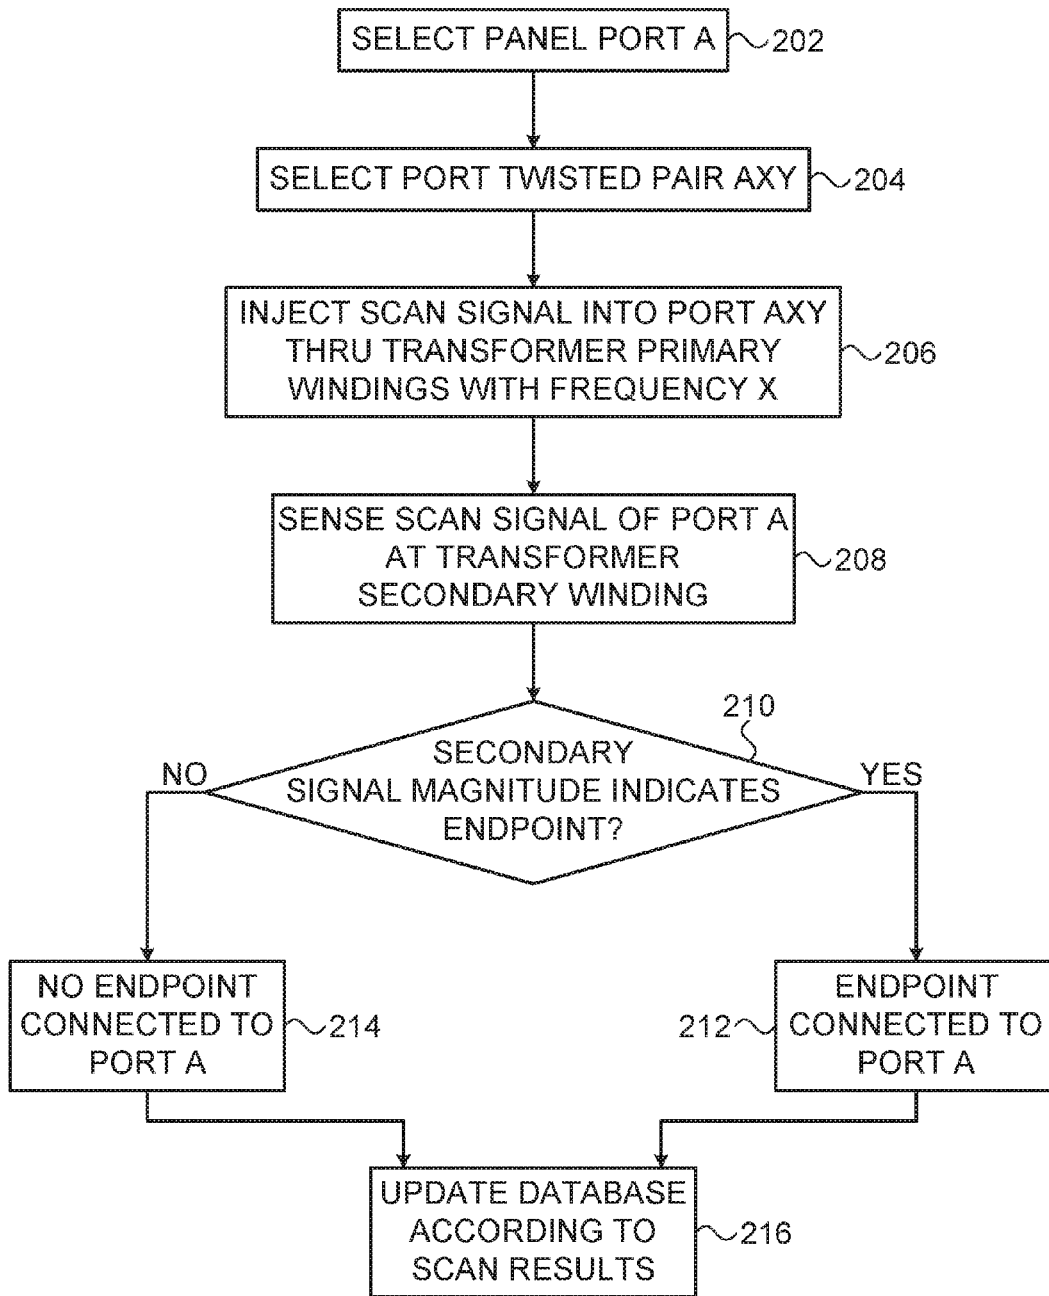 SELECT PANEL PORT A
202
SELECT PORT TWISTED PAIR AXY
204
INJECT SCAN SIGNAL INTO PORT AXY
THRU TRANSFORMER PRIMARY
WINDINGS WITH FREQUENCY X
206
SENSE SCAN SIGNAL OF PORT A
AT TRANSFORMER
SECONDARY WINDING
208
210
SECONDARY
SIGNAL MAGNITUDE INDICATES
ENDPOINT?
NO
YES
NO ENDPOINT
CONNECTED TO
PORT A
214
212
ENDPOINT
CONNECTED TO
PORT A
UPDATE DATABASE
ACCORDING TO
SCAN RESULTS
216